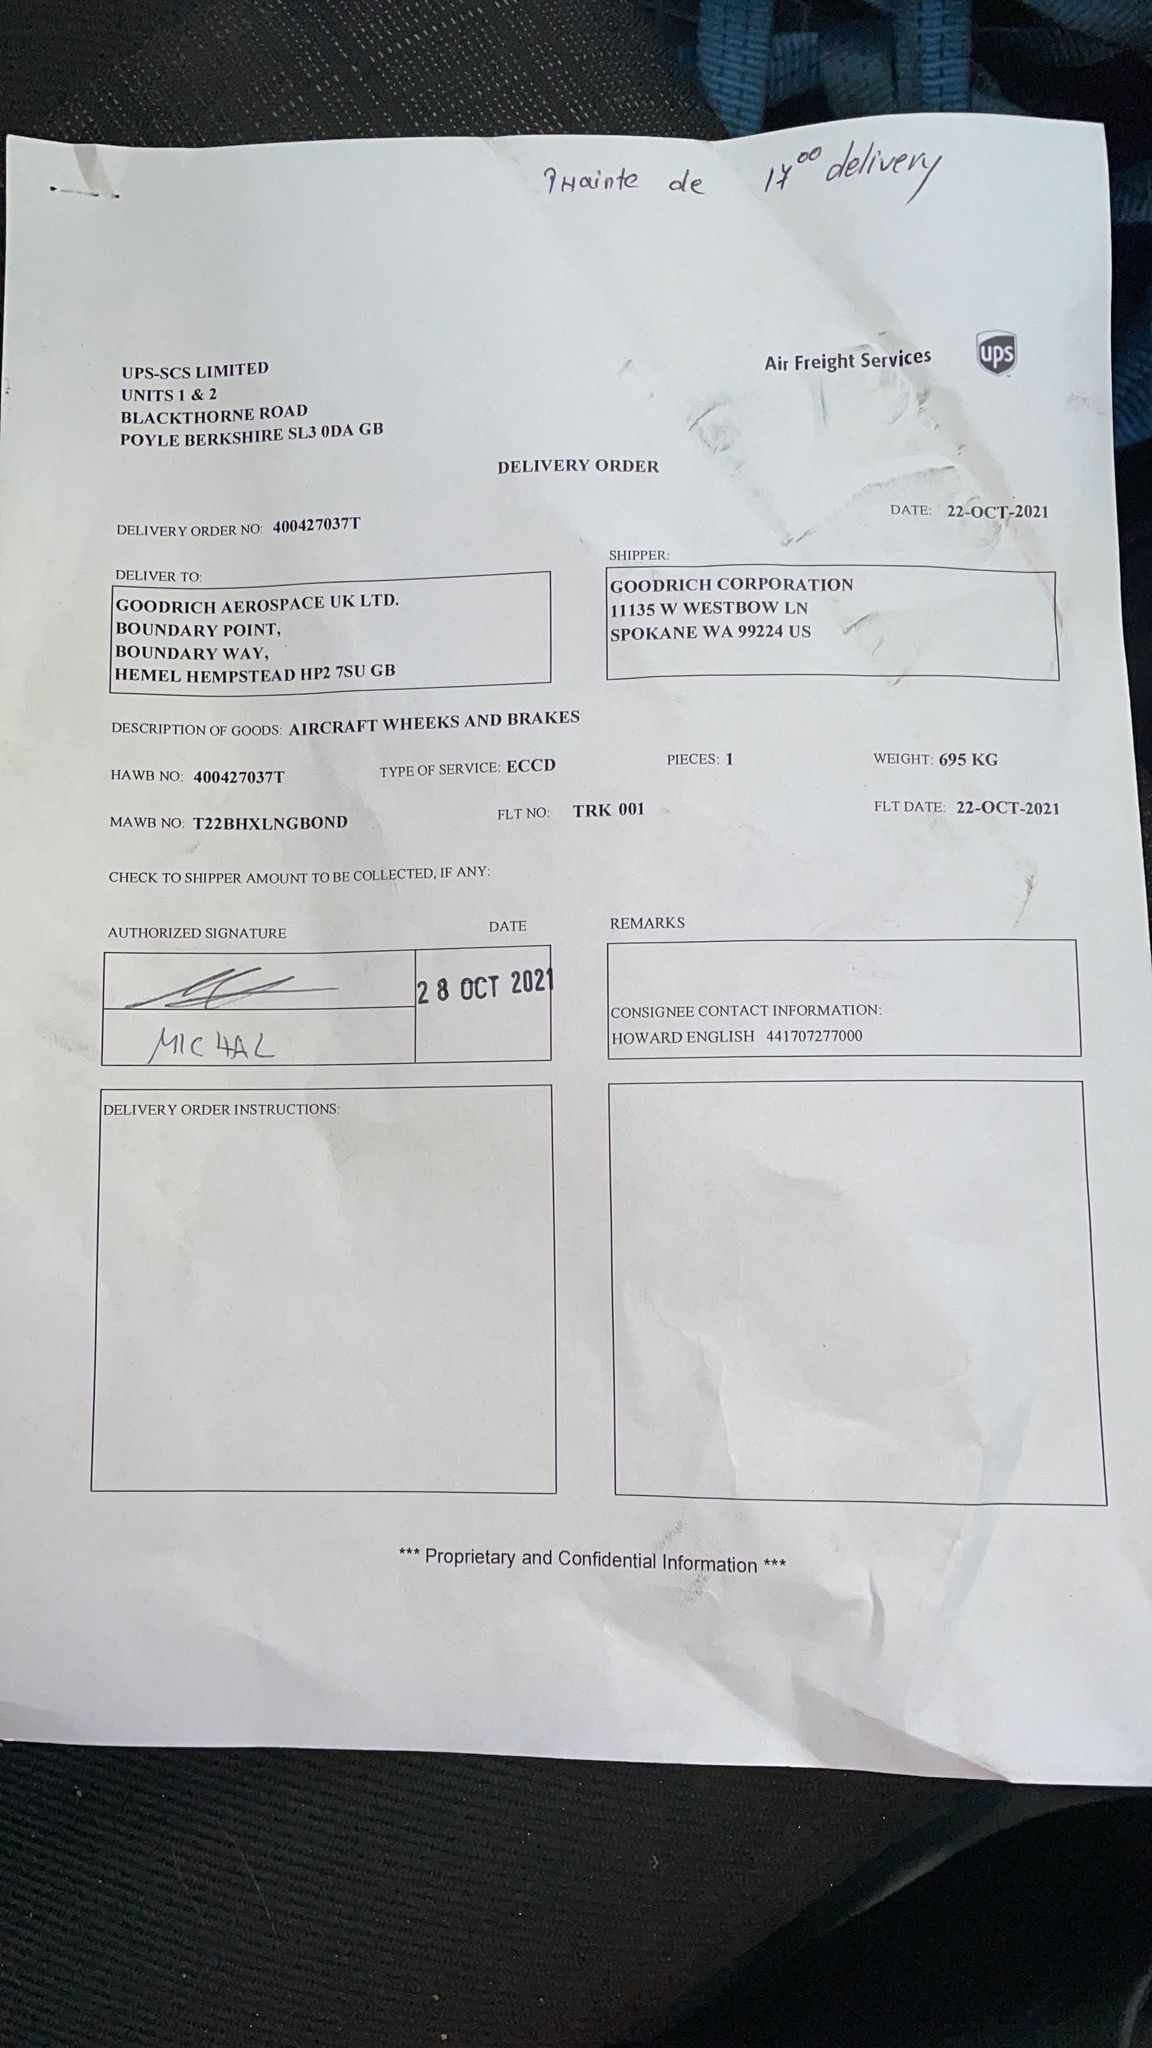 Înainte de 17⁰⁰ delivery
UPS-SCS LIMITED
UNITS 1 & 2
BLACKTHORNE ROAD
POYLE BERKSHIRE SL3 0DA GB
Air Freight Services
ups
DELIVERY ORDER
DELIVERY ORDER NO: 400427037T
DATE: 22-OCT-2021
DELIVER TO:
GOODRICH AEROSPACE UK LTD.
BOUNDARY POINT,
BOUNDARY WAY,
HEMEL HEMPSTEAD HP2 7SU GB
SHIPPER:
GOODRICH CORPORATION
11135 W WESTBOW LN
SPOKANE WA 99224 US
DESCRIPTION OF GOODS: AIRCRAFT WHEEKS AND BRAKES
HAWB NO: 400427037T TYPE OF SERVICE: ECCD PIECES: 1 WEIGHT: 695 KG
MAWB NO: T22BHXLNGBOND FLT NO: TRK 001 FLT DATE: 22-OCT-2021
CHECK TO SHIPPER AMOUNT TO BE COLLECTED, IF ANY:
AUTHORIZED SIGNATURE DATE
28 OCT 2021
MICHAL
REMARKS
CONSIGNEE CONTACT INFORMATION:
HOWARD ENGLISH 441707277000
DELIVERY ORDER INSTRUCTIONS:
*** Proprietary and Confidential Information ***